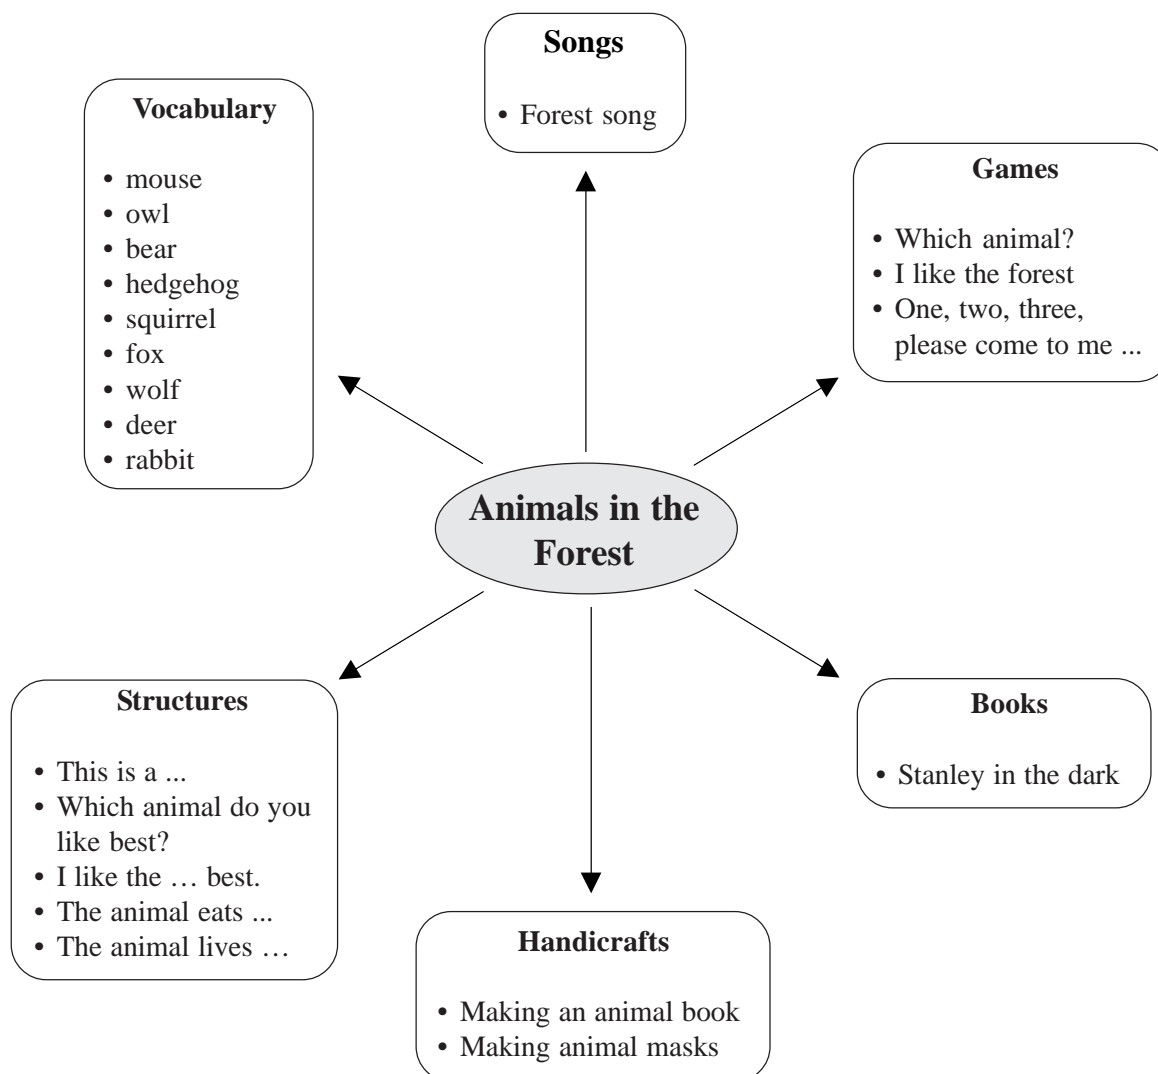 Songs
• Forest song
Vocabulary
• mouse
• owl
• bear
• hedgehog
• squirrel
• fox
• wolf
• deer
• rabbit
Games
• Which animal?
• I like the forest
• One, two, three,
please come to me ...
Animals in the
Forest
Structures
• This is a ...
• Which animal do you
like best?
• I like the … best.
• The animal eats ...
• The animal lives …
Books
• Stanley in the dark
Handicrafts
• Making an animal book
• Making animal masks